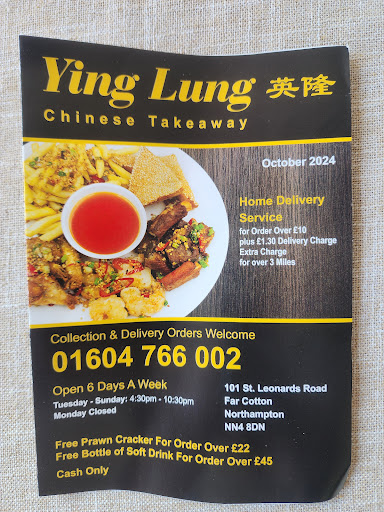 Ying Lung 英隆
Chinese Takeaway
October 2024
Home Delivery
Service
for Order Over £10
plus £1.30 Delivery Charge
Extra Charge
for over 3 Miles
Collection & Delivery Orders Welcome
01604 766 002
Open 6 Days A Week
Tuesday - Sunday: 4:30pm - 10:30pm
Monday Closed
101 St. Leonards Road
Far Cotton
Northampton
NN4 8DN
Free Prawn Cracker For Order Over £22
Free Bottle of Soft Drink For Order Over £45
Cash Only